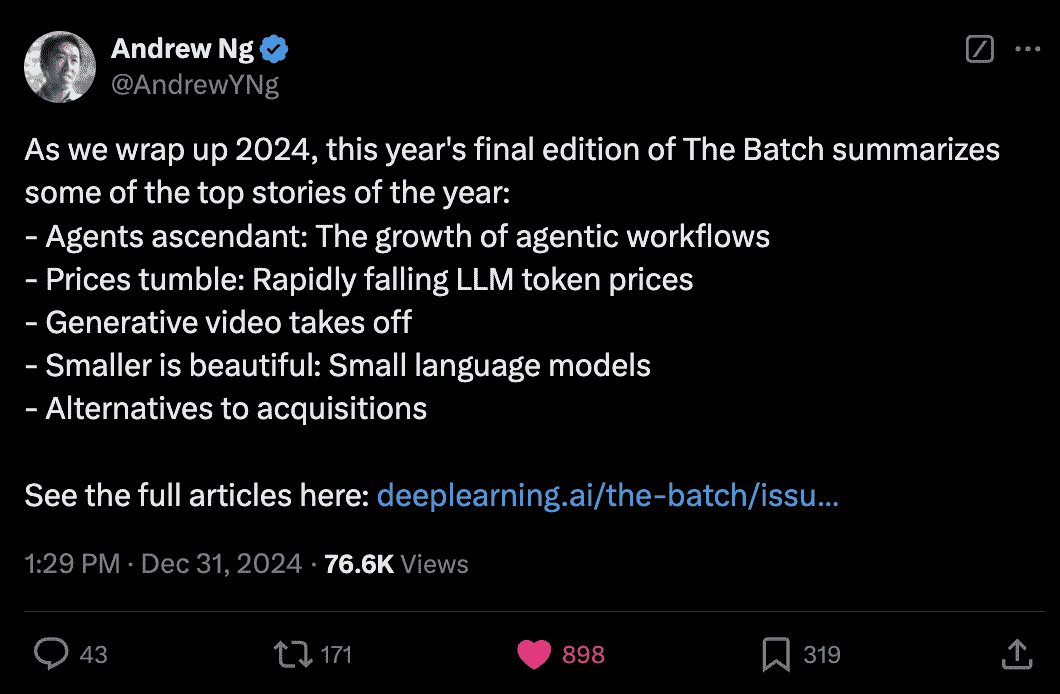 Andrew Ng
@AndrewYNg
As we wrap up 2024, this year's final edition of The Batch summarizes
some of the top stories of the year:
- Agents ascendant: The growth of agentic workflows
- Prices tumble: Rapidly falling LLM token prices
- Generative video takes off
- Smaller is beautiful: Small language models
- Alternatives to acquisitions
See the full articles here: deeplearning.ai/the-batch/issu…
1:29 PM · Dec 31, 2024 · 76.6K Views
43 171 898 319